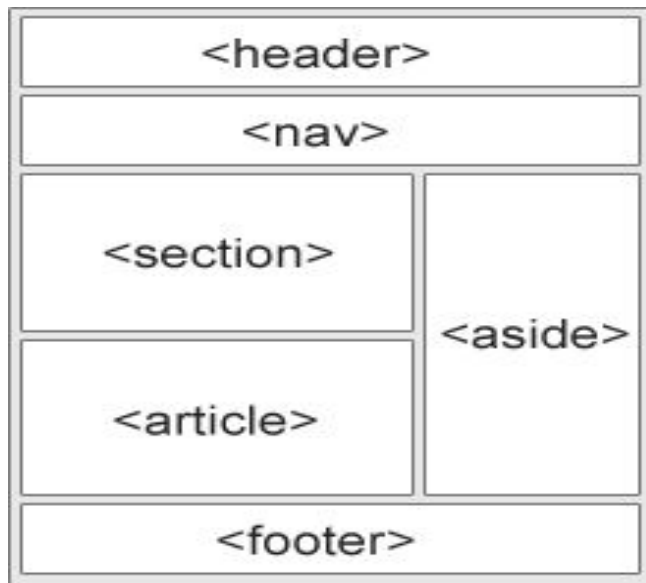 <header>
<nav>
<section>
<aside>
<article>
<footer>